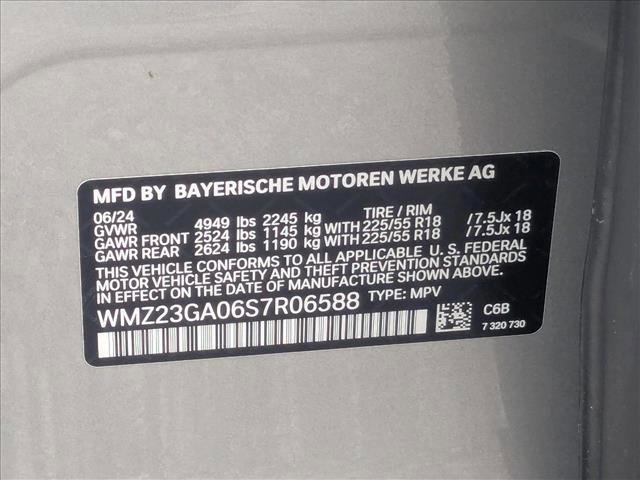 MFD BY BAYERISCHE MOTOREN WERKE AG
06/24 TIRE / RIM
GVWR 4949 lbs 2245 kg
GAWR FRONT 2524 lbs 1145 kg WITH 225/55 R18 /7.5Jx 18
GAWR REAR 2624 lbs 1190 kg WITH 225/55 R18 /7.5Jx 18
THIS VEHICLE CONFORMS TO ALL APPLICABLE U.S. FEDERAL
MOTOR VEHICLE SAFETY AND THEFT PREVENTION STANDARDS
IN EFFECT ON THE DATE OF MANUFACTURE SHOWN ABOVE.
WMZ23GA06S7R06588 TYPE: MPV
C6B
7 320 730